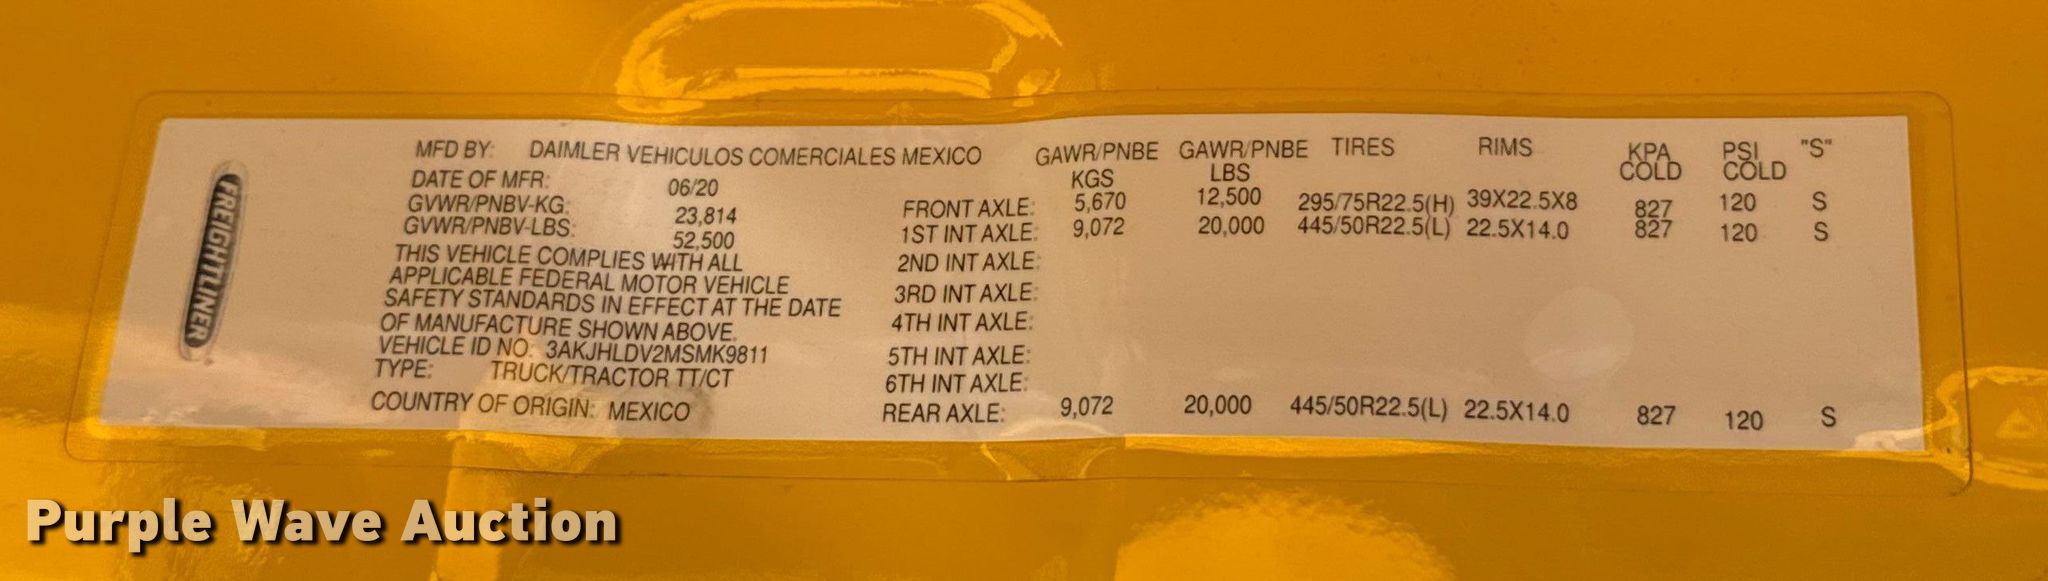 FREIGHTLINER
MFD BY: DAIMLER VEHICULOS COMERCIALES MEXICO
DATE OF MFR: 06/20
GVWR/PNBV-KG: 23,814
GVWR/PNBV-LBS: 52,500
THIS VEHICLE COMPLIES WITH ALL
APPLICABLE FEDERAL MOTOR VEHICLE
SAFETY STANDARDS IN EFFECT AT THE DATE
OF MANUFACTURE SHOWN ABOVE.
VEHICLE ID NO: 3AKJHLDV2MSMK9811
TYPE: TRUCK/TRACTOR TT/CT
COUNTRY OF ORIGIN: MEXICO
GAWR/PNBE KGS GAWR/PNBE LBS TIRES RIMS KPA COLD PSI COLD "S"
FRONT AXLE: 5,670 12,500 295/75R22.5(H) 39X22.5X8 827 120 S
1ST INT AXLE: 9,072 20,000 445/50R22.5(L) 22.5X14.0 827 120 S
2ND INT AXLE:
3RD INT AXLE:
4TH INT AXLE:
5TH INT AXLE:
6TH INT AXLE:
REAR AXLE: 9,072 20,000 445/50R22.5(L) 22.5X14.0 827 120 S
Purple Wave Auction